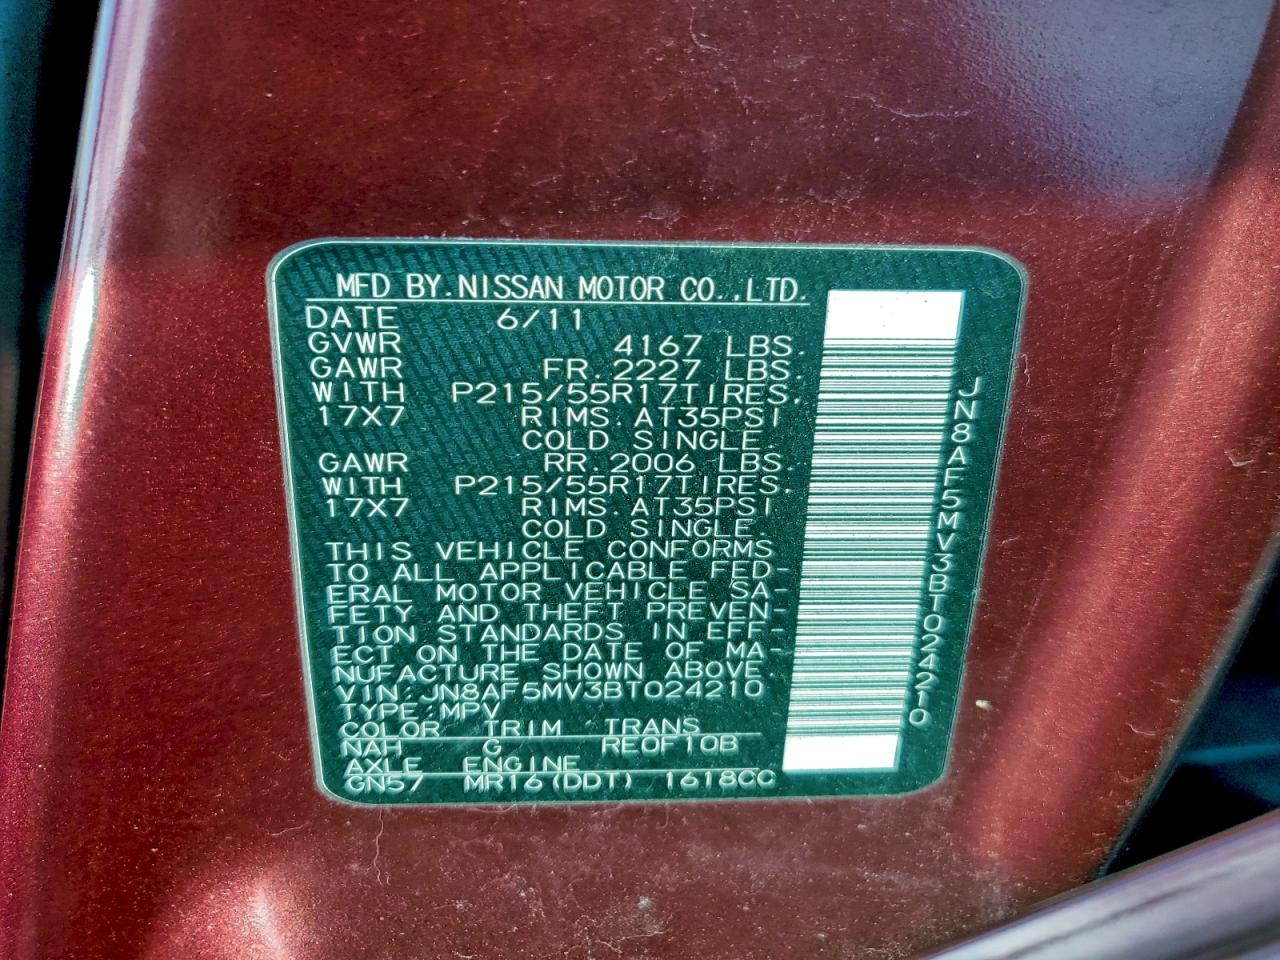 MFD BY.NISSAN MOTOR CO.,LTD.
DATE 6/11
GVWR 4167 LBS.
GAWR FR.2227 LBS.
WITH P215/55R17TIRES.
17X7 RIMS.AT35PSI
COLD SINGLE.
GAWR RR.2006 LBS.
WITH P215/55R17TIRES.
17X7 RIMS.AT35PSI
COLD SINGLE.
THIS VEHICLE CONFORMS
TO ALL APPLICABLE FED-
ERAL MOTOR VEHICLE SA-
FETY AND THEFT PREVEN-
TION STANDARDS IN EFF-
ECT ON THE DATE OF MA-
NUFACTURE SHOWN ABOVE.
VIN:JN8AF5MV3BT024210
TYPE:MPV
COLOR TRIM TRANS
NAH G RE0F10B
AXLE ENGINE
GN57 MR16(DDT) 1618CC
JN8AF5MV3BT024210